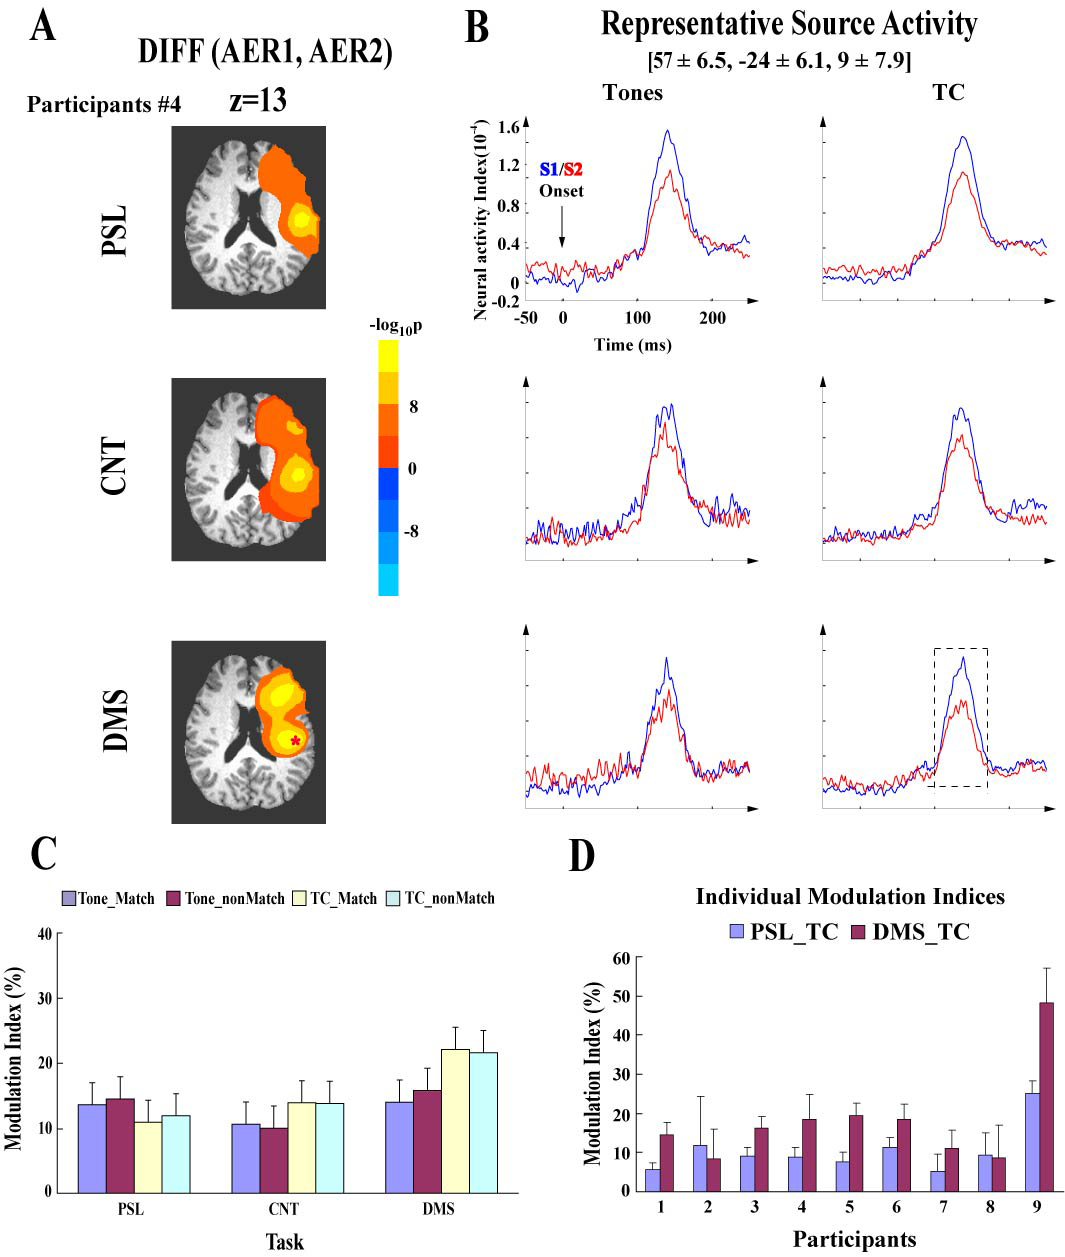 A
DIFF (AER1, AER2)
Participants #4 z=13
PSL
CNT
DMS
-log10p
8
0
-8
B
Representative Source Activity
[57 ± 6.5, -24 ± 6.1, 9 ± 7.9]
Tones TC
Neural activity Index(10-4)
1.6
1.2
0.8
0.4
0
-0.2
S1/S2
Onset
-50 0 100 200
Time (ms)
C
Tone_Match Tone_nonMatch TC_Match TC_nonMatch
Modulation Index (%)
40
30
20
10
0
PSL CNT DMS
Task
D
Individual Modulation Indices
PSL_TC DMS_TC
Modulation Index (%)
60
50
40
30
20
10
0
1 2 3 4 5 6 7 8 9
Participants